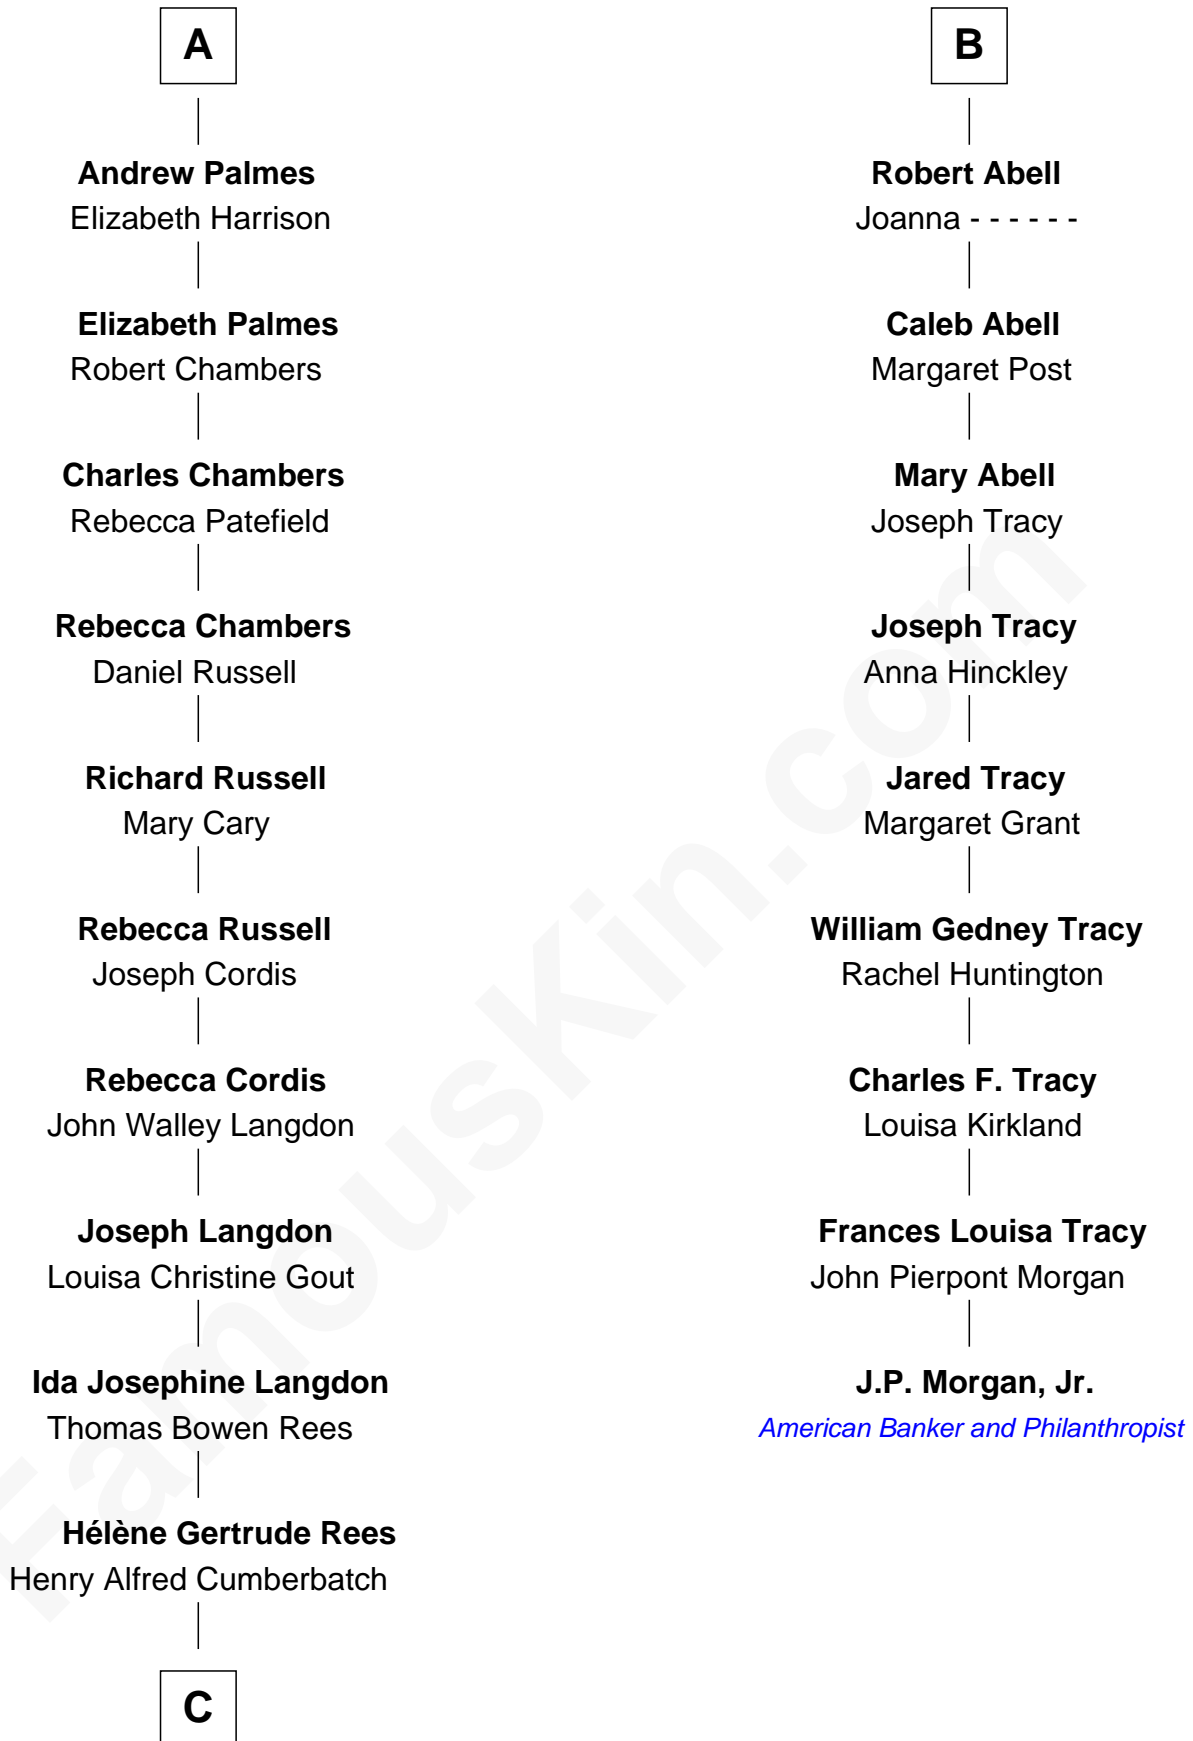 A
Andrew Palmes
Elizabeth Harrison
Elizabeth Palmes
Robert Chambers
Charles Chambers
Rebecca Patefield
Rebecca Chambers
Daniel Russell
Richard Russell
Mary Cary
Rebecca Russell
Joseph Cordis
Rebecca Cordis
John Walley Langdon
Joseph Langdon
Louisa Christine Gout
Ida Josephine Langdon
Thomas Bowen Rees
Hélène Gertrude Rees
Henry Alfred Cumberbatch
C
B
Robert Abell
Joanna - - - - - -
Caleb Abell
Margaret Post
Mary Abell
Joseph Tracy
Joseph Tracy
Anna Hinckley
Jared Tracy
Margaret Grant
William Gedney Tracy
Rachel Huntington
Charles F. Tracy
Louisa Kirkland
Frances Louisa Tracy
John Pierpont Morgan
J.P. Morgan, Jr.
American Banker and Philanthropist
FamousKin.com